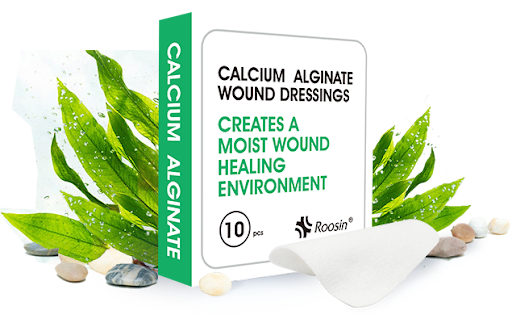 CALCIUM ALGINATE
CALCIUM ALGINATE
WOUND DRESSINGS
CREATES A
MOIST WOUND
HEALING
ENVIRONMENT
10 pcs
Roosin®